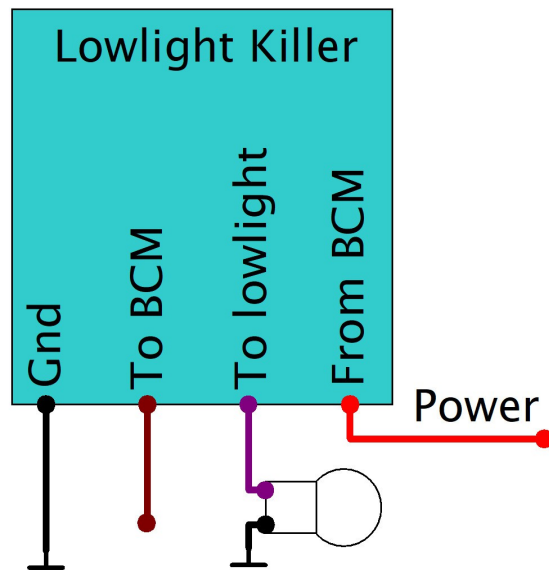 Lowlight Killer
Gnd
To BCM
To lowlight
From BCM
Power